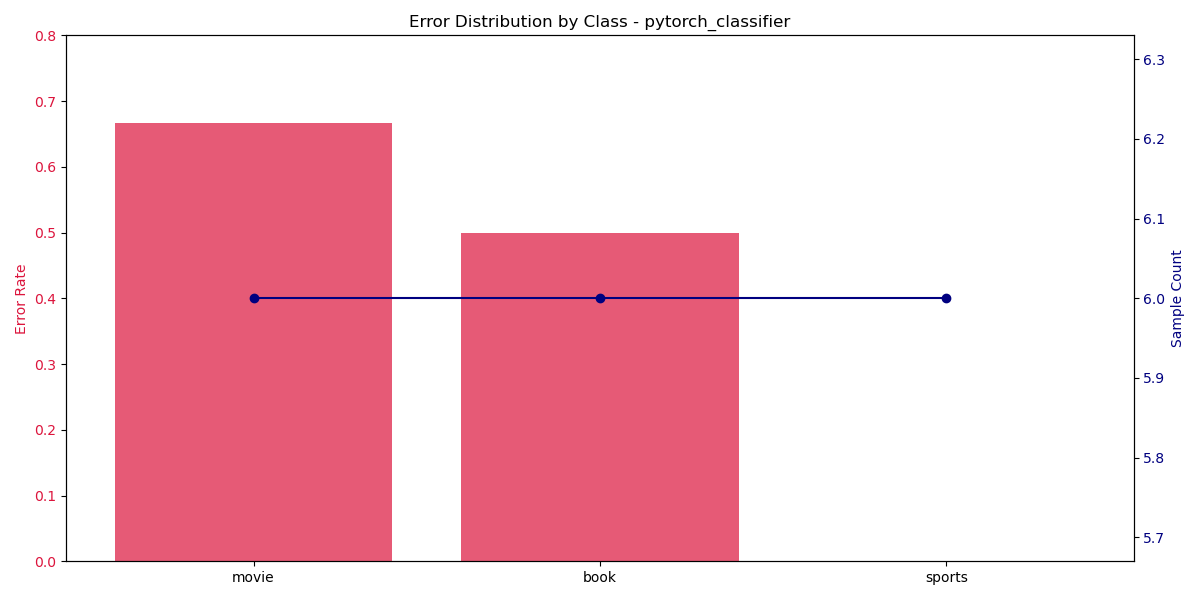 Error Distribution by Class - pytorch_classifier
0.8
0.7
0.6
0.5
0.4
0.3
0.2
0.1
0.0
Error Rate
6.3
6.2
6.1
6.0
5.9
5.8
5.7
Sample Count
movie
book
sports